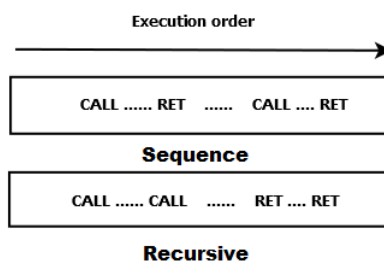 Execution order
CALL ...... RET ...... CALL .... RET
Sequence
CALL ...... CALL ...... RET .... RET
Recursive